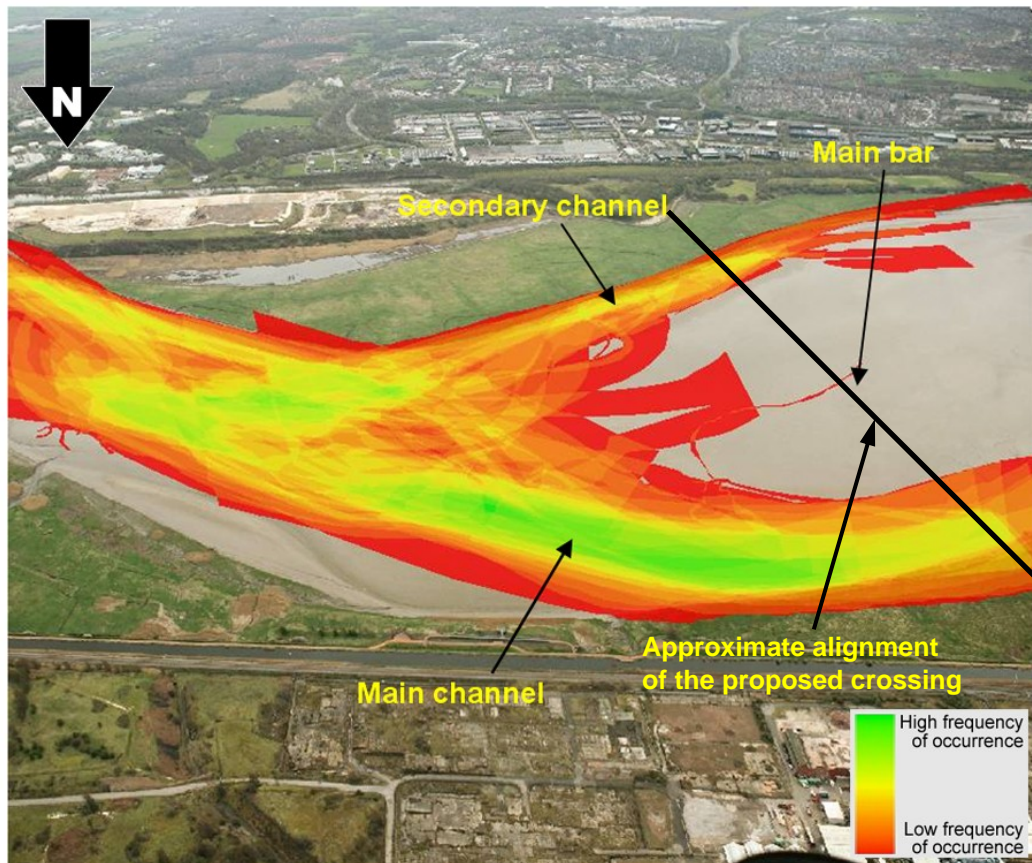 N
Main bar
Secondary channel
Approximate alignment
of the proposed crossing
Main channel
High frequency
of occurrence
Low frequency
of occurrence